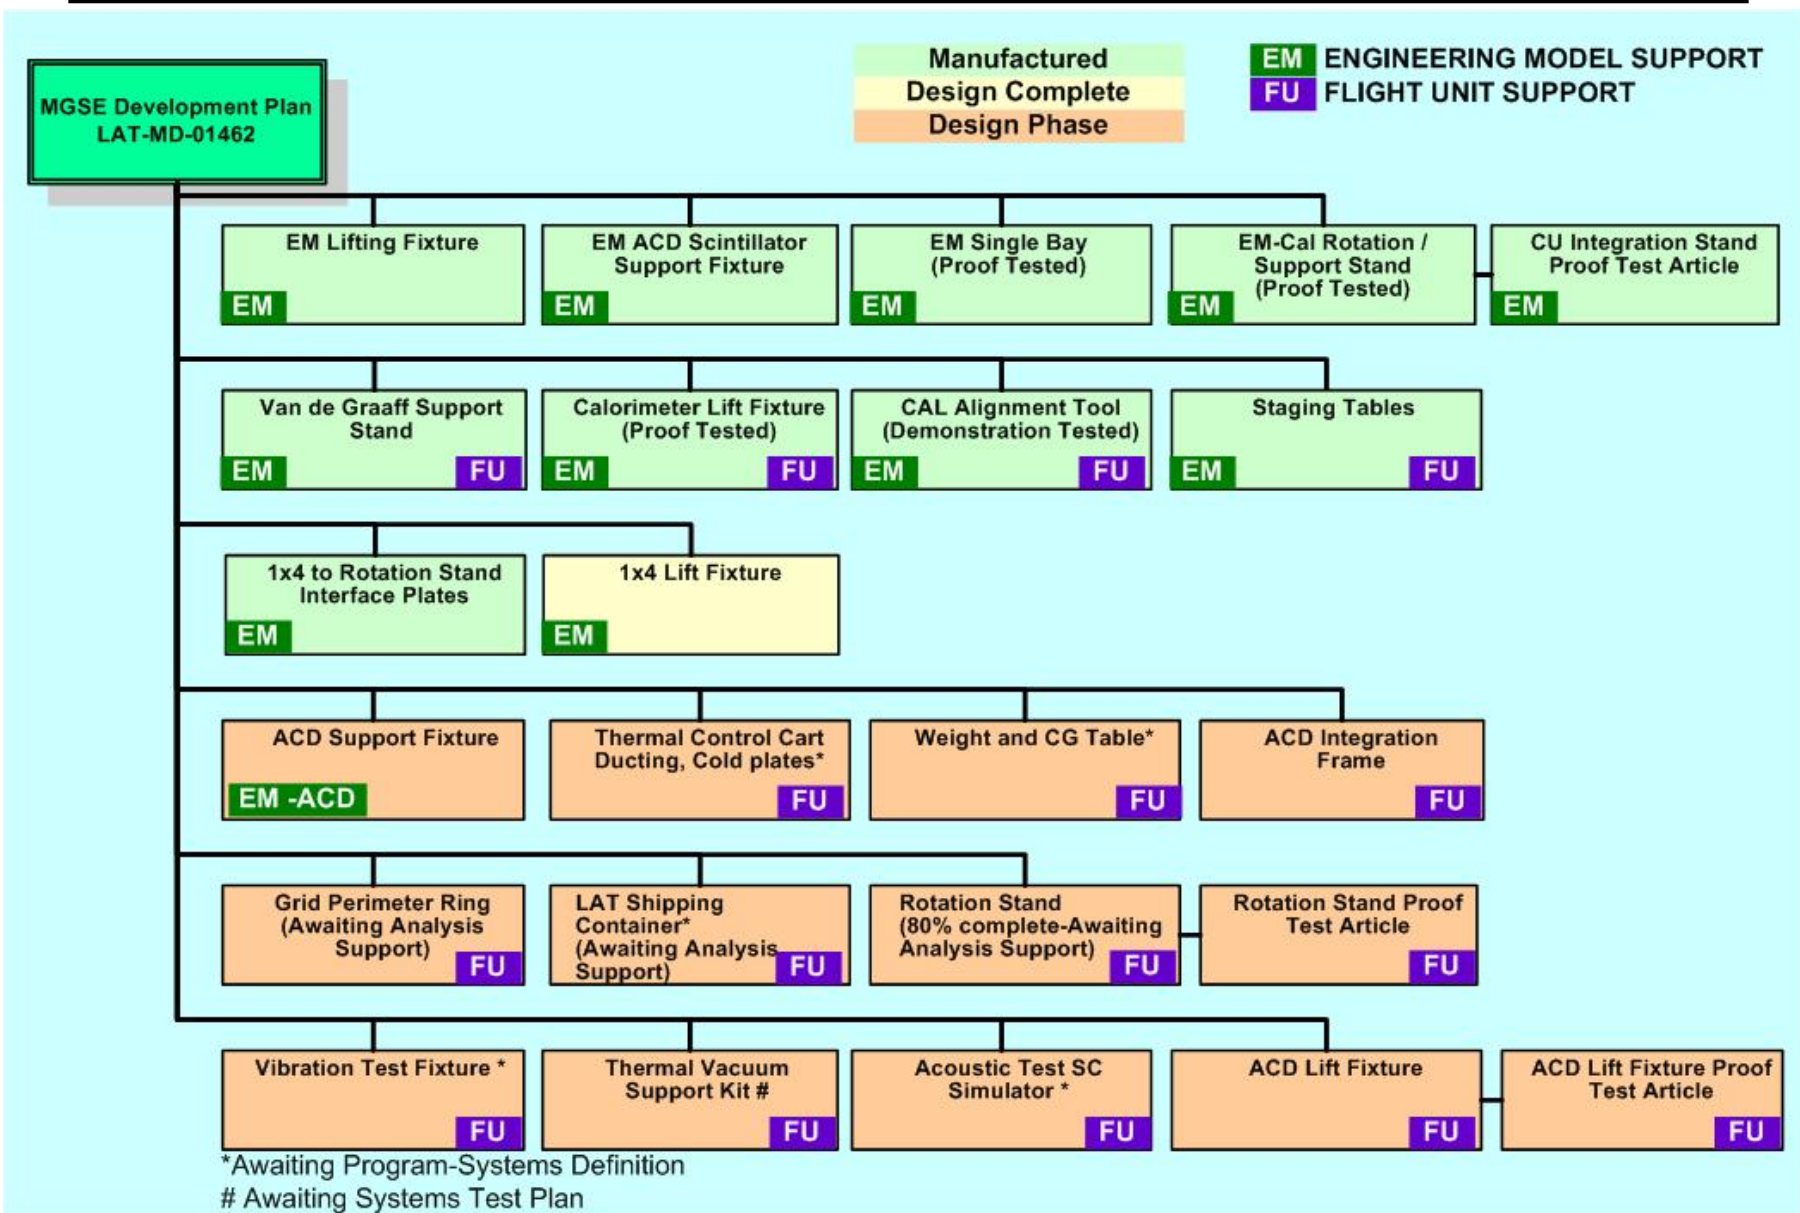 MGSE Development Plan
LAT-MD-01462
Manufactured
Design Complete
Design Phase
EM ENGINEERING MODEL SUPPORT
FU FLIGHT UNIT SUPPORT
EM Lifting Fixture
EM
EM ACD Scintillator
Support Fixture
EM
EM Single Bay
(Proof Tested)
EM
EM-Cal Rotation /
Support Stand
(Proof Tested)
EM
CU Integration Stand
Proof Test Article
EM
Van de Graaff Support
Stand
EM FU
Calorimeter Lift Fixture
(Proof Tested)
EM FU
CAL Alignment Tool
(Demonstration Tested)
EM FU
Staging Tables
EM FU
1x4 to Rotation Stand
Interface Plates
EM
1x4 Lift Fixture
EM
ACD Support Fixture
EM -ACD
Thermal Control Cart
Ducting, Cold plates*
FU
Weight and CG Table*
FU
ACD Integration
Frame
FU
Grid Perimeter Ring
(Awaiting Analysis
Support)
FU
LAT Shipping
Container*
(Awaiting Analysis
Support)
FU
Rotation Stand
(80% complete-Awaiting
Analysis Support)
FU
Rotation Stand Proof
Test Article
FU
Vibration Test Fixture *
FU
Thermal Vacuum
Support Kit #
FU
Acoustic Test SC
Simulator *
FU
ACD Lift Fixture
FU
ACD Lift Fixture Proof
Test Article
FU
*Awaiting Program-Systems Definition
# Awaiting Systems Test Plan